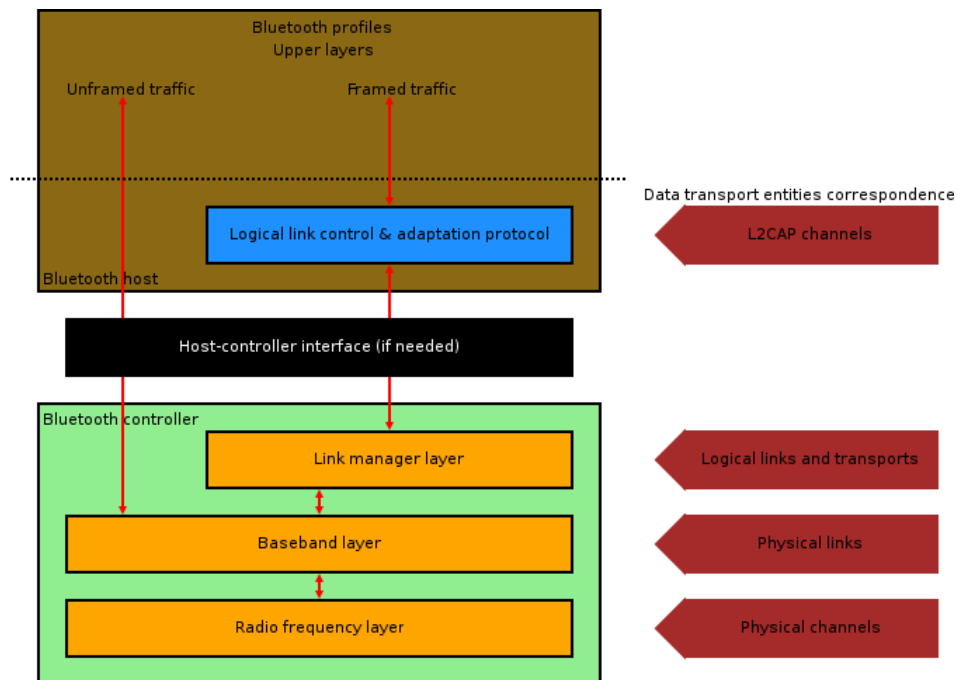 Bluetooth profiles
Upper layers
Unframed traffic
Framed traffic
Data transport entities correspondence
Logical link control & adaptation protocol
L2CAP channels
Bluetooth host
Host-controller interface (if needed)
Bluetooth controller
Link manager layer
Logical links and transports
Baseband layer
Physical links
Radio frequency layer
Physical channels